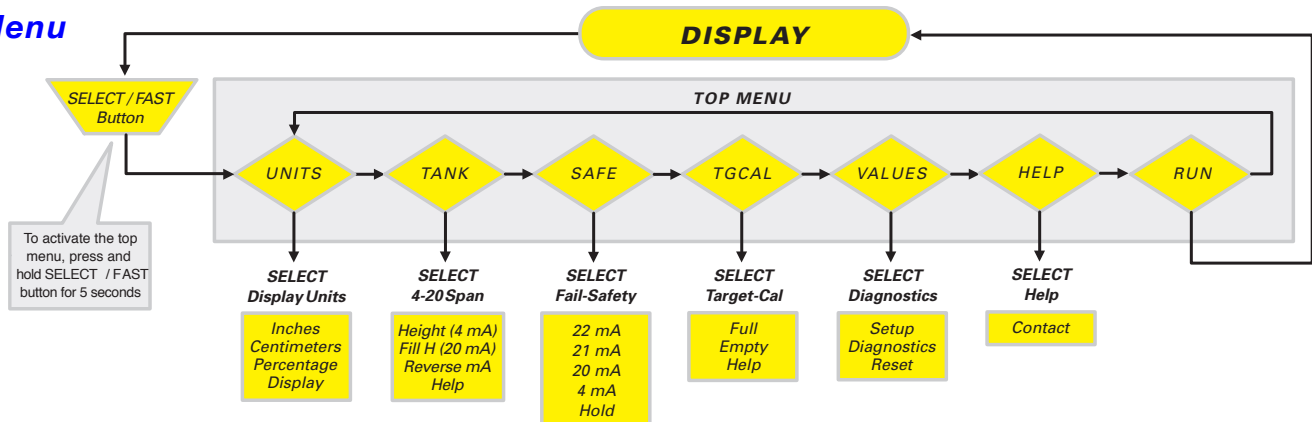 DISPLAY
SELECT / FAST
Button
To activate the top
menu, press and
hold SELECT / FAST
button for 5 seconds
TOP MENU
UNITS
TANK
SAFE
TGCAL
VALUES
HELP
RUN
SELECT
Display Units
Inches
Centimeters
Percentage
Display
SELECT
4-20 Span
Height (4 mA)
Fill H (20 mA)
Reverse mA
Help
SELECT
Fail-Safety
22 mA
21 mA
20 mA
4 mA
Hold
SELECT
Target-Cal
Full
Empty
Help
SELECT
Diagnostics
Setup
Diagnostics
Reset
SELECT
Help
Contact